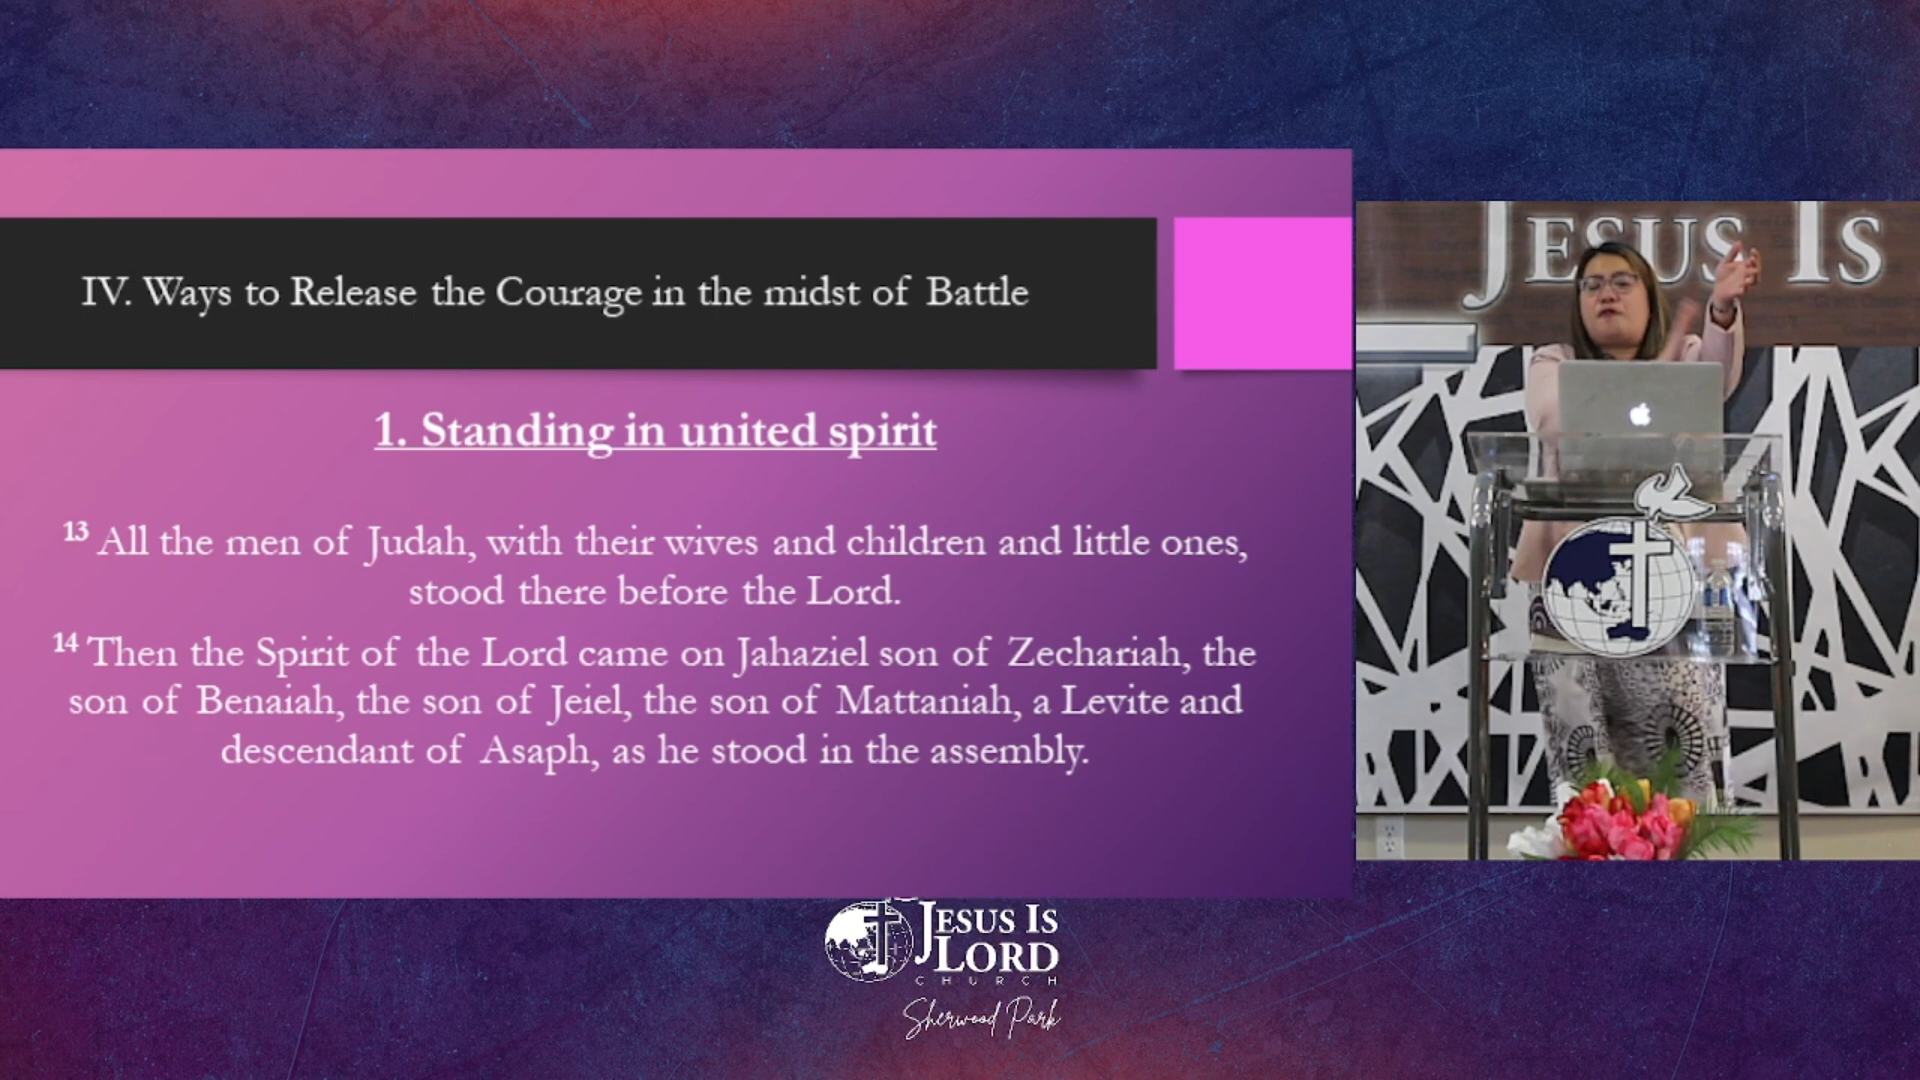 IV. Ways to Release the Courage in the midst of Battle
1. Standing in united spirit
13 All the men of Judah, with their wives and children and little ones,
stood there before the Lord.
14 Then the Spirit of the Lord came on Jahaziel son of Zechariah, the
son of Benaiah, the son of Jeiel, the son of Mattaniah, a Levite and
descendant of Asaph, as he stood in the assembly.
JESUS IS
JESUS IS
LORD
CHURCH
Sherwood Park